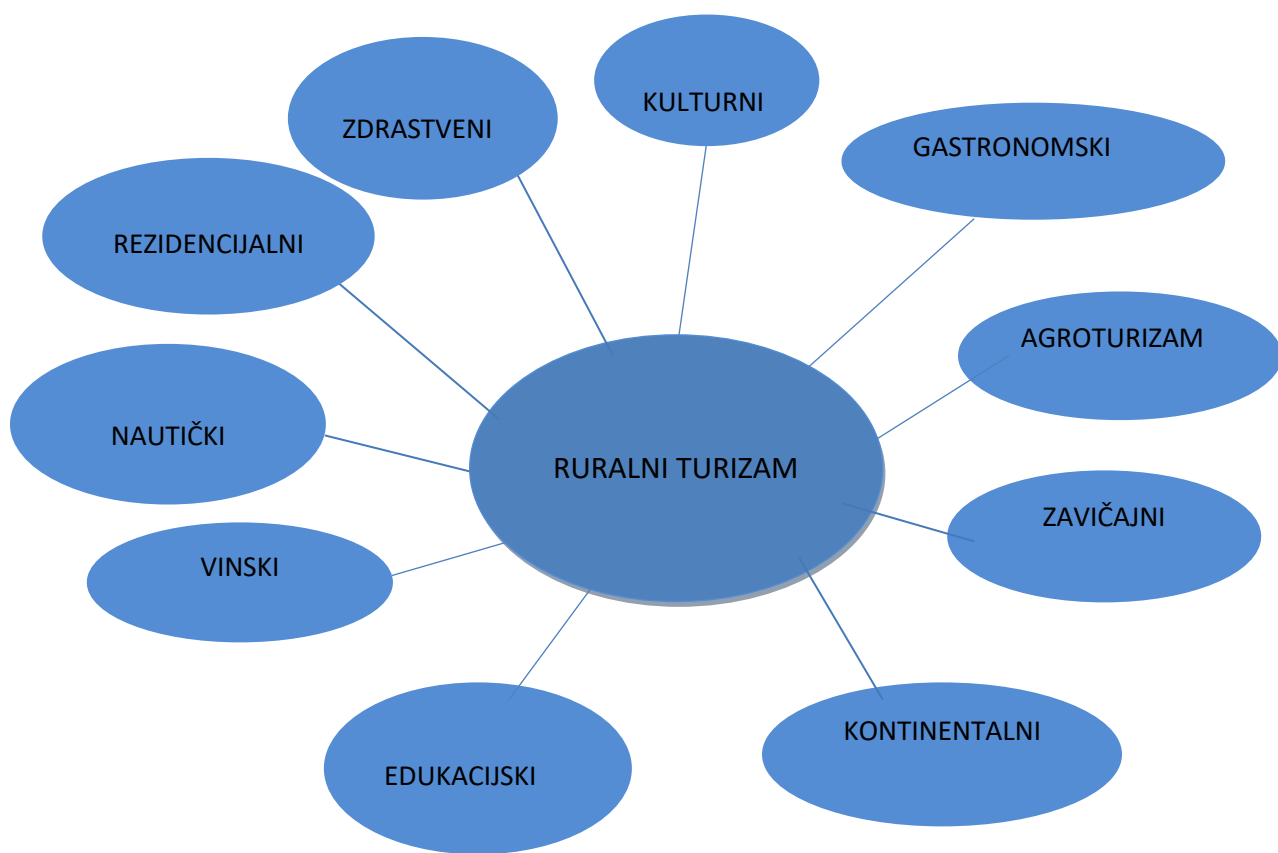 KULTURNI
ZDRASTVENI
GASTRONOMSKI
REZIDENCIJALNI
AGROTURIZAM
NAUTIČKI
RURALNI TURIZAM
ZAVIČAJNI
VINSKI
KONTINENTALNI
EDUKACIJSKI